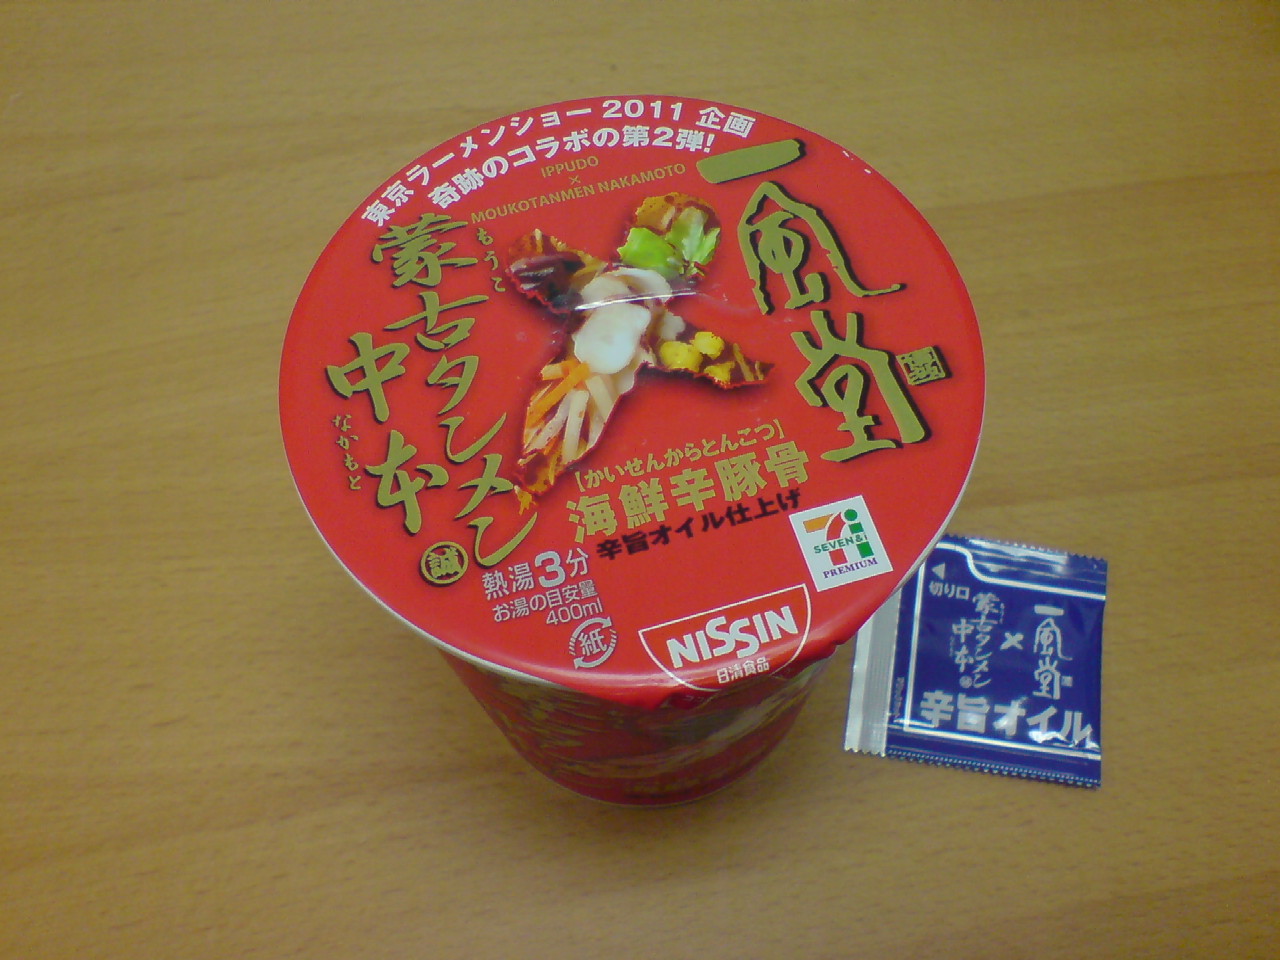 東京ラーメンショー 2011 企画
奇跡のコラボの第2弾!
IPPUDO
×
MOUKOTANMEN NAKAMOTO
一風堂
蒙古タンメン
もうこ
中本
なかもと
誠
【かいせんからとんこつ】
海鮮辛豚骨
辛旨オイル仕上げ
熱湯3分
お湯の目安量
400ml
紙
SEVEN&i
PREMIUM
NISSIN
日清食品
切り口
一風堂
×
蒙古タンメン
中本
辛旨オイル